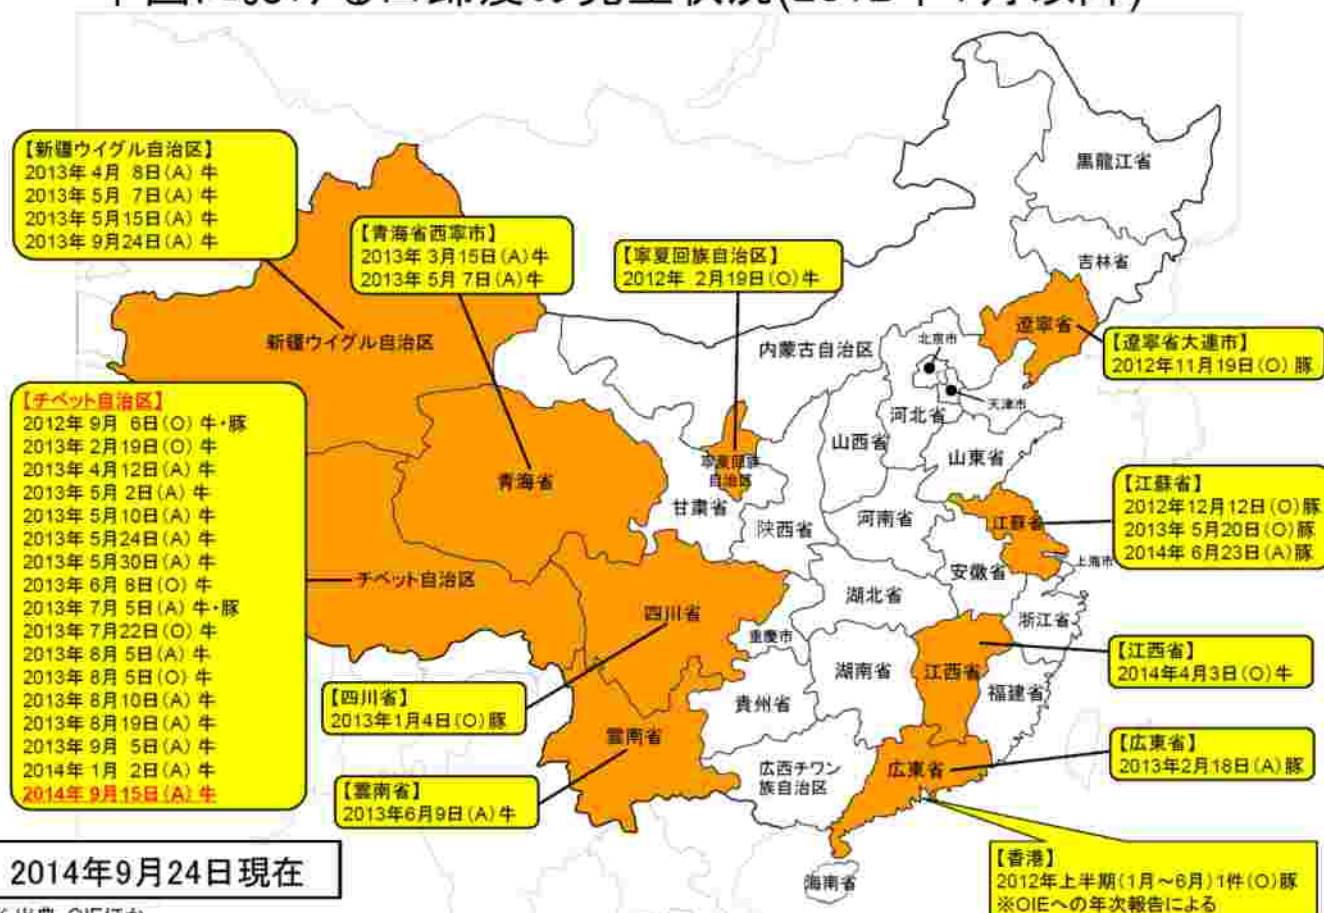 【新疆ウイグル自治区】
2013年 4月 8日(A) 牛
2013年 5月 7日(A) 牛
2013年 5月15日(A) 牛
2013年 9月24日(A) 牛
【青海省西寧市】
2013年 3月15日(A)牛
2013年 5月 7日(A)牛
【寧夏回族自治区】
2012年 2月19日(O)牛
黒龍江省
吉林省
遼寧省
【遼寧省大連市】
2012年11月19日(O) 豚
新疆ウイグル自治区
内蒙古自治区
北京市
天津市
河北省
山西省
山東省
【チベット自治区】
2012年 9月 6日(O) 牛・豚
2013年 2月19日(O) 牛
2013年 4月12日(A) 牛
2013年 5月 2日(A) 牛
2013年 5月10日(A) 牛
2013年 5月24日(A) 牛
2013年 5月30日(A) 牛
2013年 6月 8日(O) 牛
2013年 7月 5日(A) 牛・豚
2013年 7月22日(O) 牛
2013年 8月 5日(A) 牛
2013年 8月 5日(O) 牛
2013年 8月10日(A) 牛
2013年 8月19日(A) 牛
2013年 9月 5日(A) 牛
2014年 1月 2日(A) 牛
2014年 9月15日(A) 牛
青海省
寧夏回族
自治区
甘粛省
陝西省
河南省
江蘇省
【江蘇省】
2012年12月12日(O)豚
2013年 5月20日(O)豚
2014年 6月23日(A)豚
安徽省
上海市
チベット自治区
四川省
湖北省
浙江省
重慶市
湖南省
江西省
【江西省】
2014年4月3日(O)牛
福建省
【四川省】
2013年1月4日(O)豚
貴州省
雲南省
広西チワン
族自治区
広東省
【広東省】
2013年2月18日(A)豚
【雲南省】
2013年6月9日(A)牛
海南省
【香港】
2012年上半期(1月～6月)1件(O)豚
※OIEへの年次報告による
2014年9月24日現在